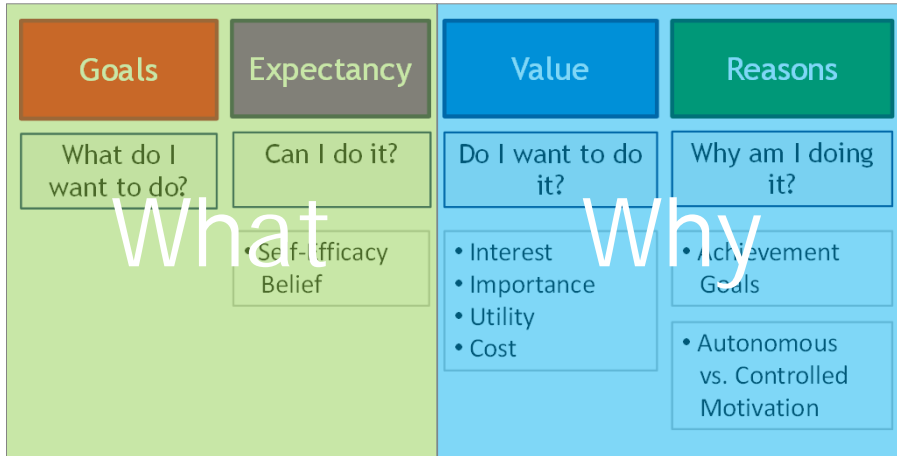 Goals
Expectancy
Value
Reasons
What do I
want to do?
Can I do it?
Do I want to do
it?
Why am I doing
it?
What
Why
• Self-Efficacy
Belief
• Interest
• Importance
• Utility
• Cost
• Achievement
Goals
• Autonomous
vs. Controlled
Motivation